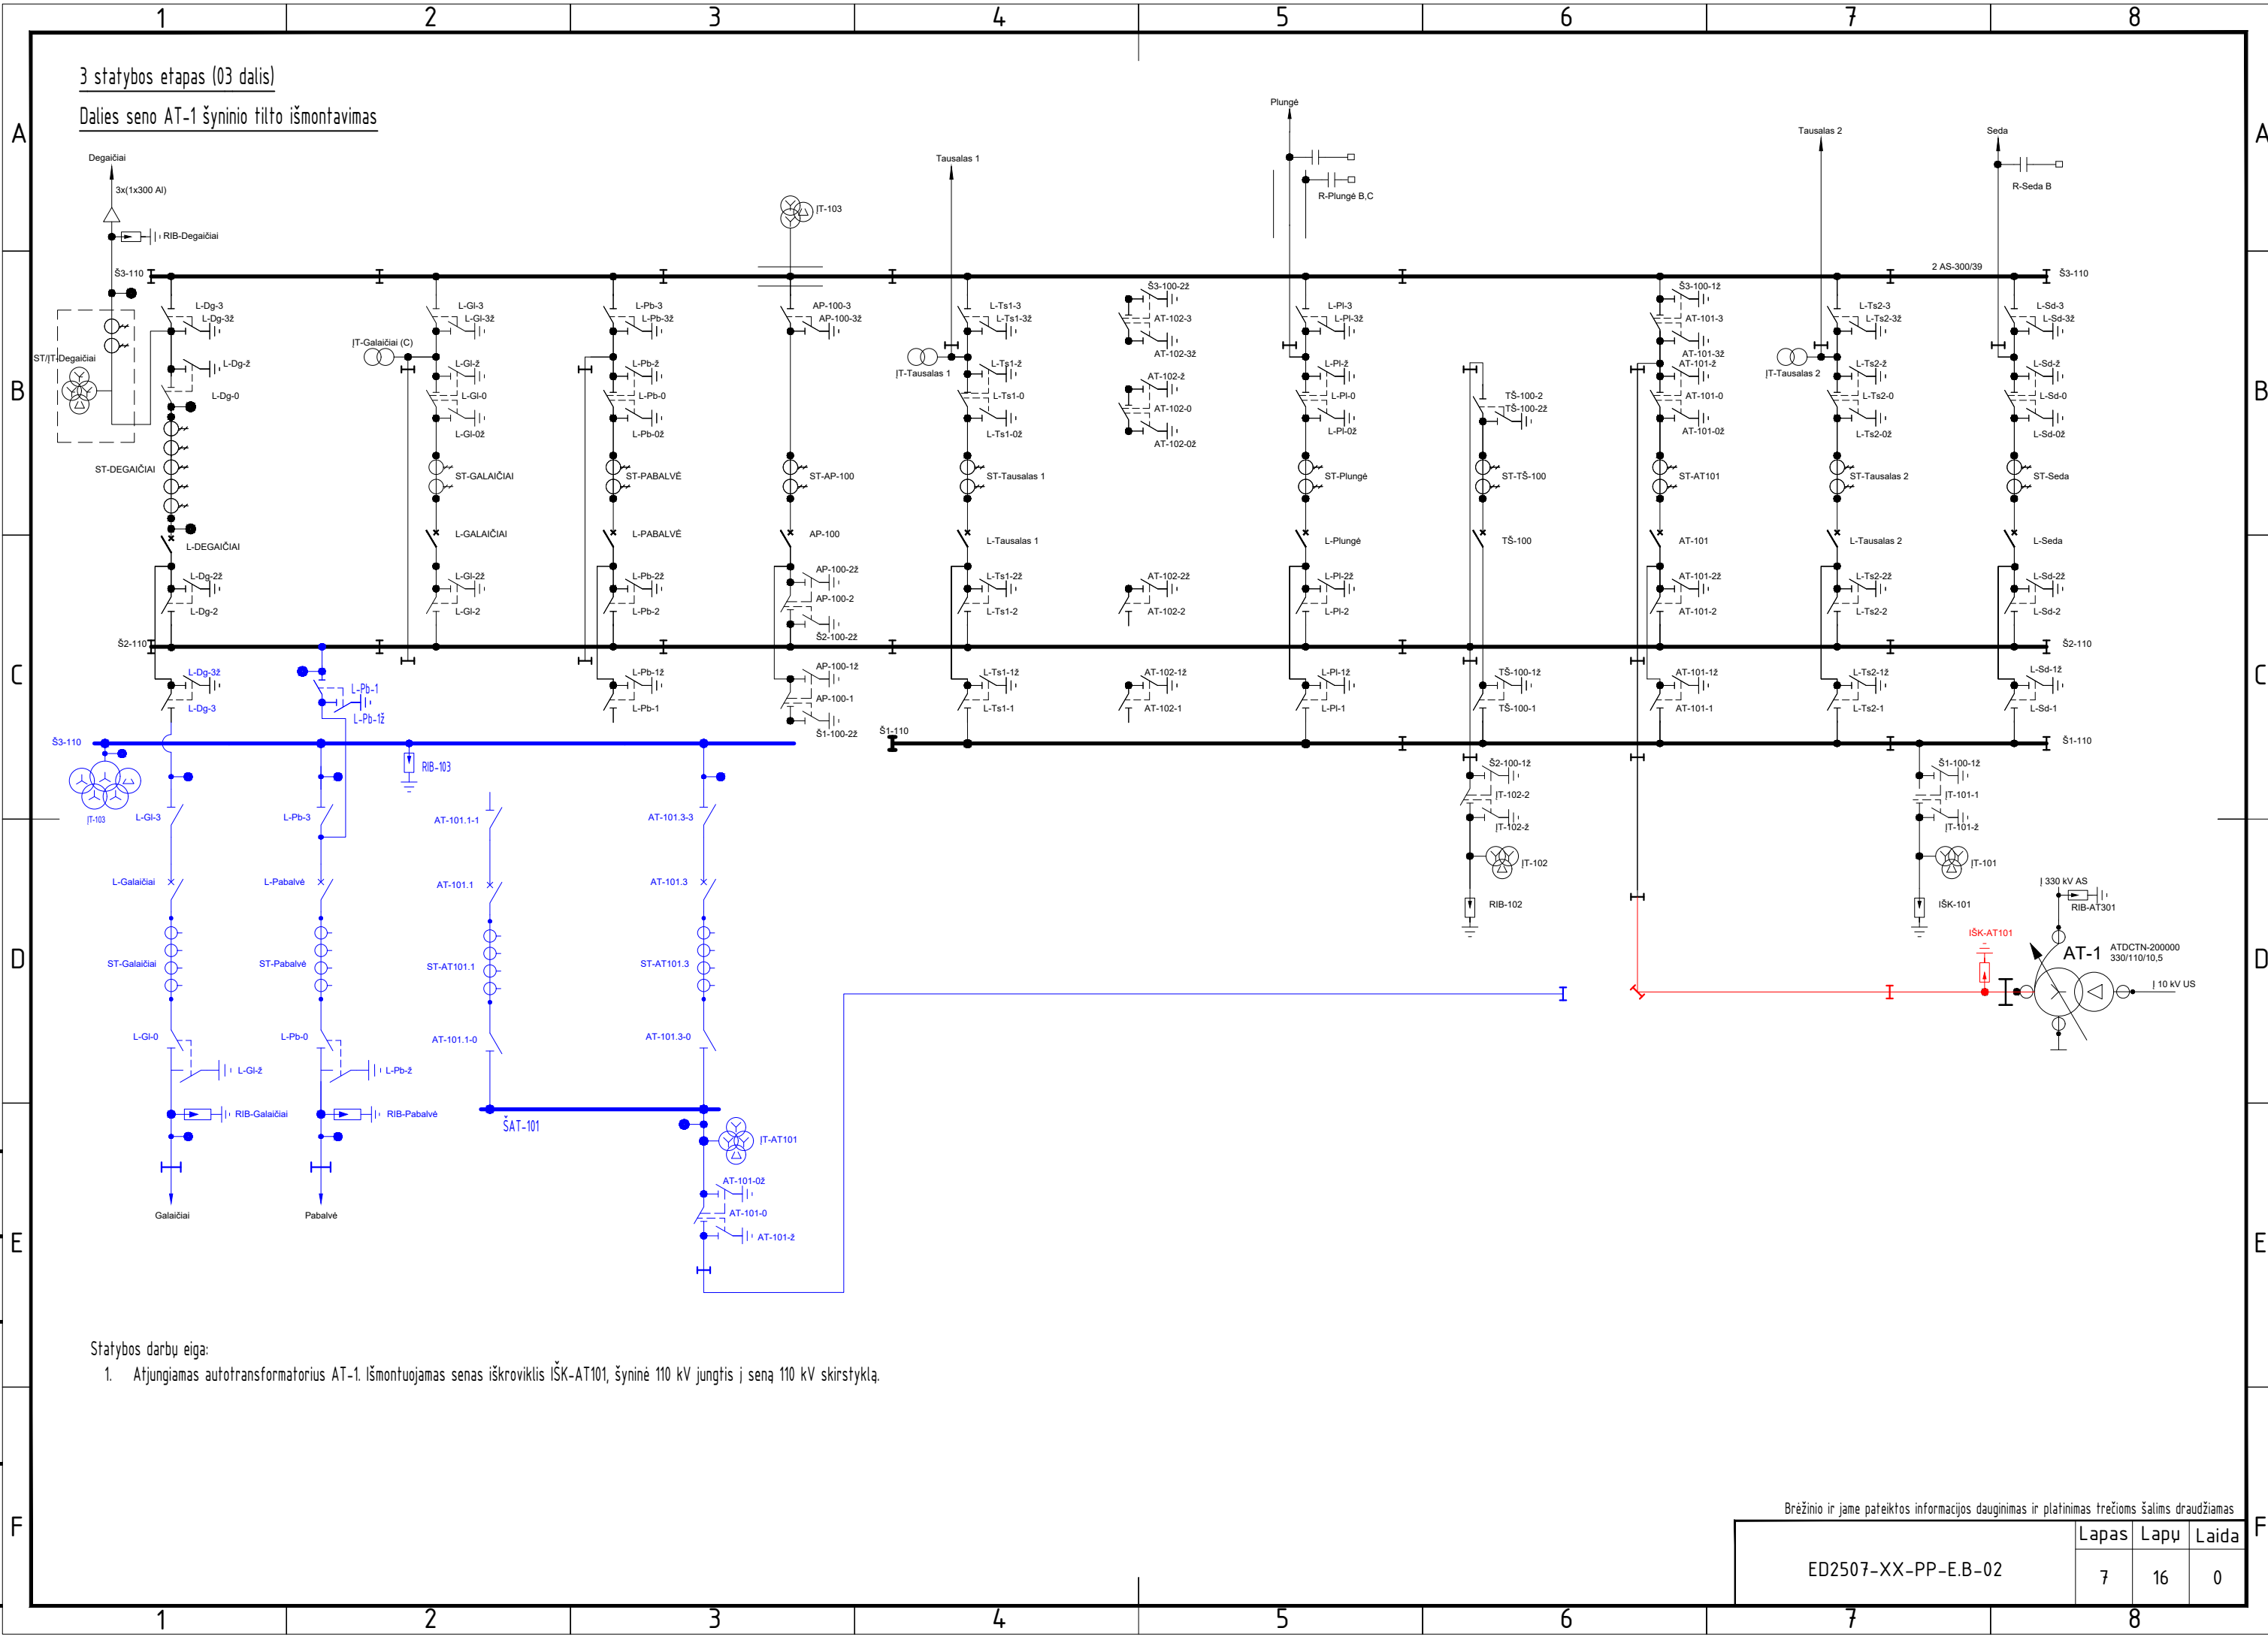 1 2 3 4 5 6 7 8
A
B
C
D
E
F
3 statybos etapas (03 dalis)
Dalies seno AT-1 šyninio tilto išmontavimas
Degaičiai
3x(1x300 Al)
RIB-Degaičiai
Š3-110
ST/ĮT-Degaičiai
L-Dg-3
L-Dg-3ž
L-Dg-ž
L-Dg-0
ST-DEGAIČIAI
L-DEGAIČIAI
L-Dg-2ž
L-Dg-2
Š2-110
L-Dg-3ž
L-Dg-3
L-Gl-3
L-Gl-3ž
ĮT-Galaičiai (C)
L-Gl-ž
L-Gl-0
L-Gl-0ž
ST-GALAIČIAI
L-GALAIČIAI
L-Gl-2ž
L-Gl-2
L-Pb-3
L-Pb-3ž
L-Pb-ž
L-Pb-0
L-Pb-0ž
ST-PABALVĖ
L-PABALVĖ
L-Pb-2ž
L-Pb-2
L-Pb-1ž
L-Pb-1
ĮT-103
AP-100-3
AP-100-3ž
ST-AP-100
AP-100
AP-100-2ž
AP-100-2
Š2-100-2ž
AP-100-1ž
AP-100-1
Š1-100-2ž
Tausalas 1
L-Ts1-3
L-Ts1-3ž
ĮT-Tausalas 1
L-Ts1-ž
L-Ts1-0
L-Ts1-0ž
ST-Tausalas 1
L-Tausalas 1
L-Ts1-2ž
L-Ts1-2
L-Ts1-1ž
L-Ts1-1
Š1-110
Š3-100-2ž
AT-102-3
AT-102-3ž
AT-102-ž
AT-102-0
AT-102-0ž
AT-102-2ž
AT-102-2
AT-102-1ž
AT-102-1
Plungė
R-Plungė B,C
L-Pl-3
L-Pl-3ž
L-Pl-ž
L-Pl-0
L-Pl-0ž
ST-Plungė
L-Plungė
L-Pl-2ž
L-Pl-2
L-Pl-1ž
L-Pl-1
TŠ-100-2
TŠ-100-2ž
ST-TŠ-100
TŠ-100
TŠ-100-1ž
TŠ-100-1
Š2-100-1ž
ĮT-102-2
ĮT-102-ž
ĮT-102
RIB-102
Š3-100-1ž
AT-101-3
AT-101-3ž
AT-101-ž
AT-101-0
AT-101-0ž
ST-AT101
AT-101
AT-101-2ž
AT-101-2
AT-101-1ž
AT-101-1
Tausalas 2
L-Ts2-3
L-Ts2-3ž
ĮT-Tausalas 2
L-Ts2-ž
L-Ts2-0
L-Ts2-0ž
ST-Tausalas 2
L-Tausalas 2
L-Ts2-2ž
L-Ts2-2
L-Ts2-1ž
L-Ts2-1
Seda
R-Seda B
2 AS-300/39
Š3-110
L-Sd-3
L-Sd-3ž
L-Sd-ž
L-Sd-0
L-Sd-0ž
ST-Seda
L-Seda
L-Sd-2ž
L-Sd-2
Š2-110
L-Sd-1ž
L-Sd-1
Š1-110
Š1-100-1ž
ĮT-101-1
ĮT-101-ž
ĮT-101
IŠK-101
Į 330 kV AS
RIB-AT301
IŠK-AT101
AT-1
ATDCTN-200000
330/110/10,5
Į 10 kV US
L-Pb-1
L-Pb-1ž
Š3-110
ĮT-103
RIB-103
L-Gl-3
L-Galaičiai
ST-Galaičiai
L-Gl-0
L-Gl-ž
RIB-Galaičiai
Galaičiai
L-Pb-3
L-Pabalvė
ST-Pabalvė
L-Pb-0
L-Pb-ž
RIB-Pabalvė
Pabalvė
AT-101.1-1
AT-101.1
ST-AT101.1
AT-101.1-0
AT-101.3-3
AT-101.3
ST-AT101.3
AT-101.3-0
ŠAT-101
ĮT-AT101
AT-101-0ž
AT-101-0
AT-101-ž
Statybos darbų eiga:
1. Atjungiamas autotransformatorius AT-1. Išmontuojamas senas iškroviklis IŠK-AT101, šyninė 110 kV jungtis į seną 110 kV skirstyklą.
Brėžinio ir jame pateiktos informacijos dauginimas ir platinimas trečioms šalims draudžiamas
ED2507-XX-PP-E.B-02
Lapas Lapų Laida
7 16 0
A
B
C
D
E
F
1 2 3 4 5 6 7 8